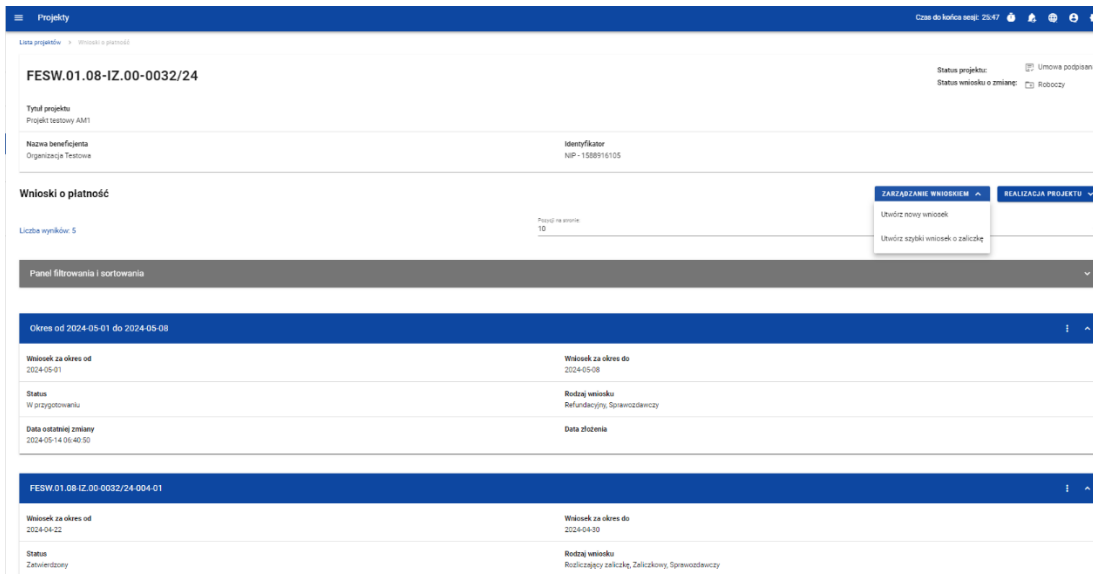 Projekty
Czas do końca sesji: 25:47
Lista projektów > Wnioski o płatność
FESW.01.08-IZ.00-0032/24
Status projektu: Umowa podpisan
Status wniosku o zmianę: Roboczy
Tytuł projektu
Projekt testowy AM1
Nazwa beneficjenta
Identyfikator
Organizacja Testowa
NIP - 1588916105
Wnioski o płatność
ZARZĄDZANIE WNIOSKIEM
REALIZACJA PROJEKTU
Utwórz nowy wniosek
Utwórz szybki wniosek o zaliczkę
Liczba wyników: 5
Pozycji na stronie
10
Panel filtrowania i sortowania
Okres od 2024-05-01 do 2024-05-08
Wniosek za okres od
Wniosek za okres do
2024-05-01
2024-05-08
Status
Rodzaj wniosku
W przygotowaniu
Refundacyjny, Sprawozdawczy
Data ostatniej zmiany
Data złożenia
2024-05-14 06:40:50
FESW.01.08-IZ.00-0032/24-004-01
Wniosek za okres od
Wniosek za okres do
2024-04-22
2024-04-30
Status
Rodzaj wniosku
Zatwierdzony
Rozliczający zaliczkę, Zaliczkowy, Sprawozdawczy